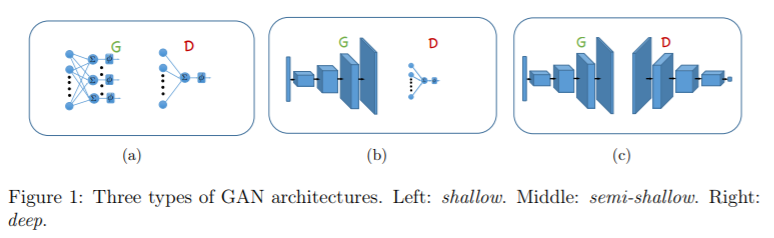 G D
G D
G D
Σ φ
Σ φ
Σ φ
Σ φ
Σ φ
(a) (b) (c)
Figure 1: Three types of GAN architectures. Left: shallow. Middle: semi-shallow. Right:
deep.